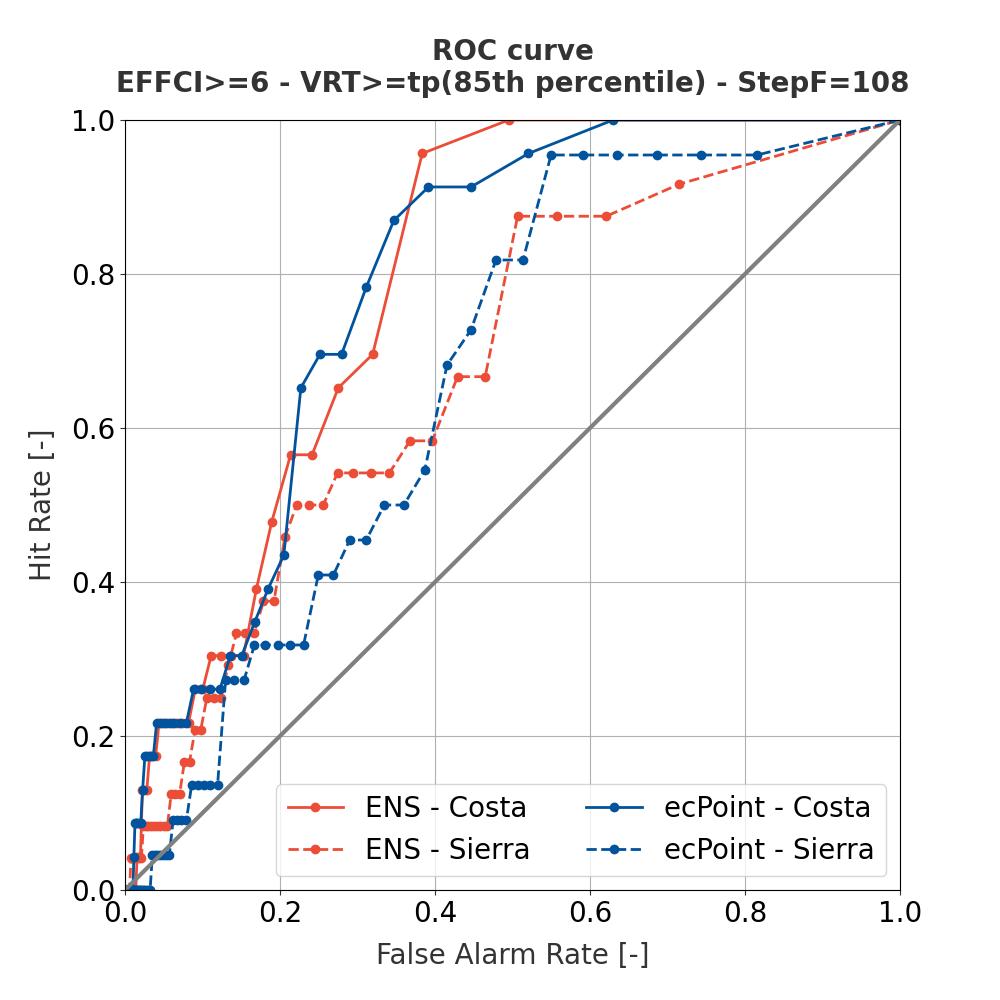 ROC curve
EFFCI>=6 - VRT>=tp(85th percentile) - StepF=108
1.0
0.8
0.6
0.4
0.2
0.0
Hit Rate [-]
ENS - Costa
ENS - Sierra
ecPoint - Costa
ecPoint - Sierra
0.0 0.2 0.4 0.6 0.8 1.0
False Alarm Rate [-]